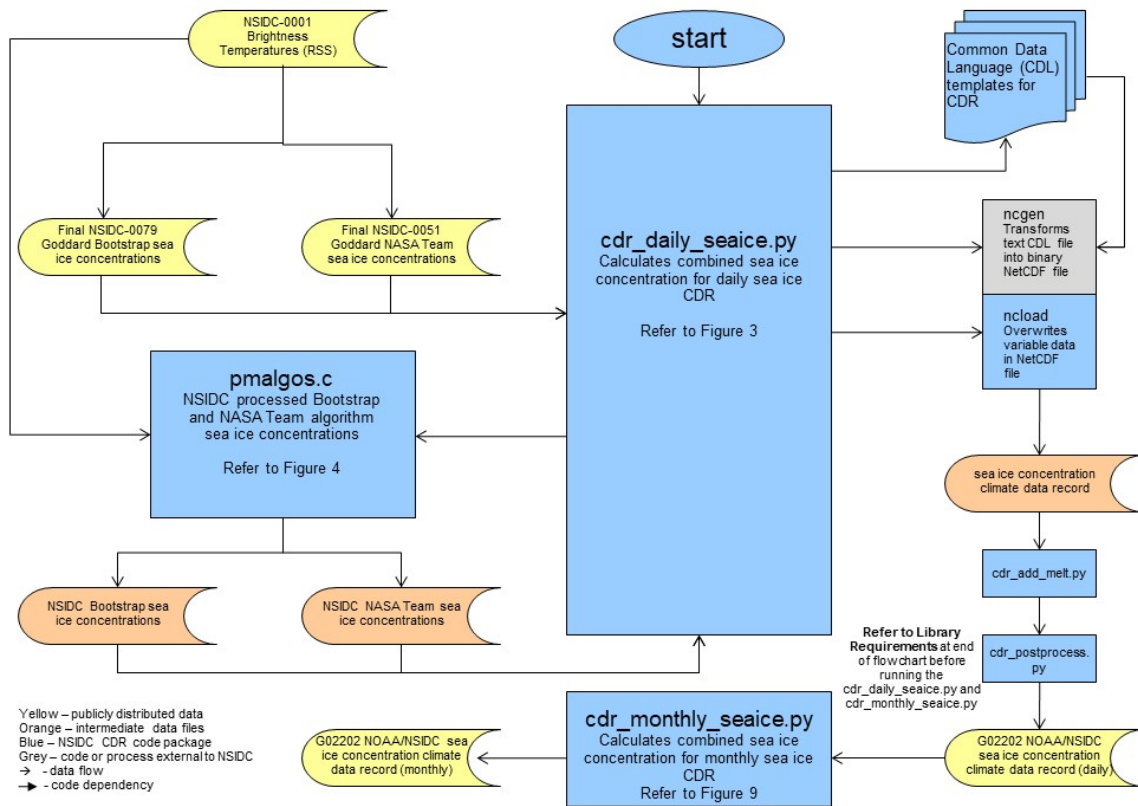 NSIDC-0001
Brightness
Temperatures (RSS)
start
Common Data
Language (CDL)
templates for
CDR
Final NSIDC-0079
Goddard Bootstrap sea
ice concentrations
Final NSIDC-0051
Goddard NASA Team
sea ice concentrations
cdr_daily_seaice.py
Calculates combined sea ice
concentration for daily sea ice
CDR
Refer to Figure 3
ncgen
Transforms
text CDL file
into binary
NetCDF file
ncload
Overwrites
variable data
in NetCDF
file
pmalgos.c
NSIDC processed Bootstrap
and NASA Team algorithm
sea ice concentrations
Refer to Figure 4
sea ice concentration
climate data record
cdr_add_melt.py
NSIDC Bootstrap sea
ice concentrations
NSIDC NASA Team sea
ice concentrations
Refer to Library
Requirements at end
of flowchart before
running the
cdr_daily_seaice.py and
cdr_monthly_seaice.py
cdr_postprocess.
py
Yellow – publicly distributed data
Orange – intermediate data files
Blue – NSIDC CDR code package
Grey – code or process external to NSIDC
→ - data flow
→ - code dependency
G02202 NOAA/NSIDC sea
ice concentration climate
data record (monthly)
cdr_monthly_seaice.py
Calculates combined sea ice
concentration for monthly sea ice
CDR
Refer to Figure 9
G02202 NOAA/NSIDC
sea ice concentration
climate data record (daily)